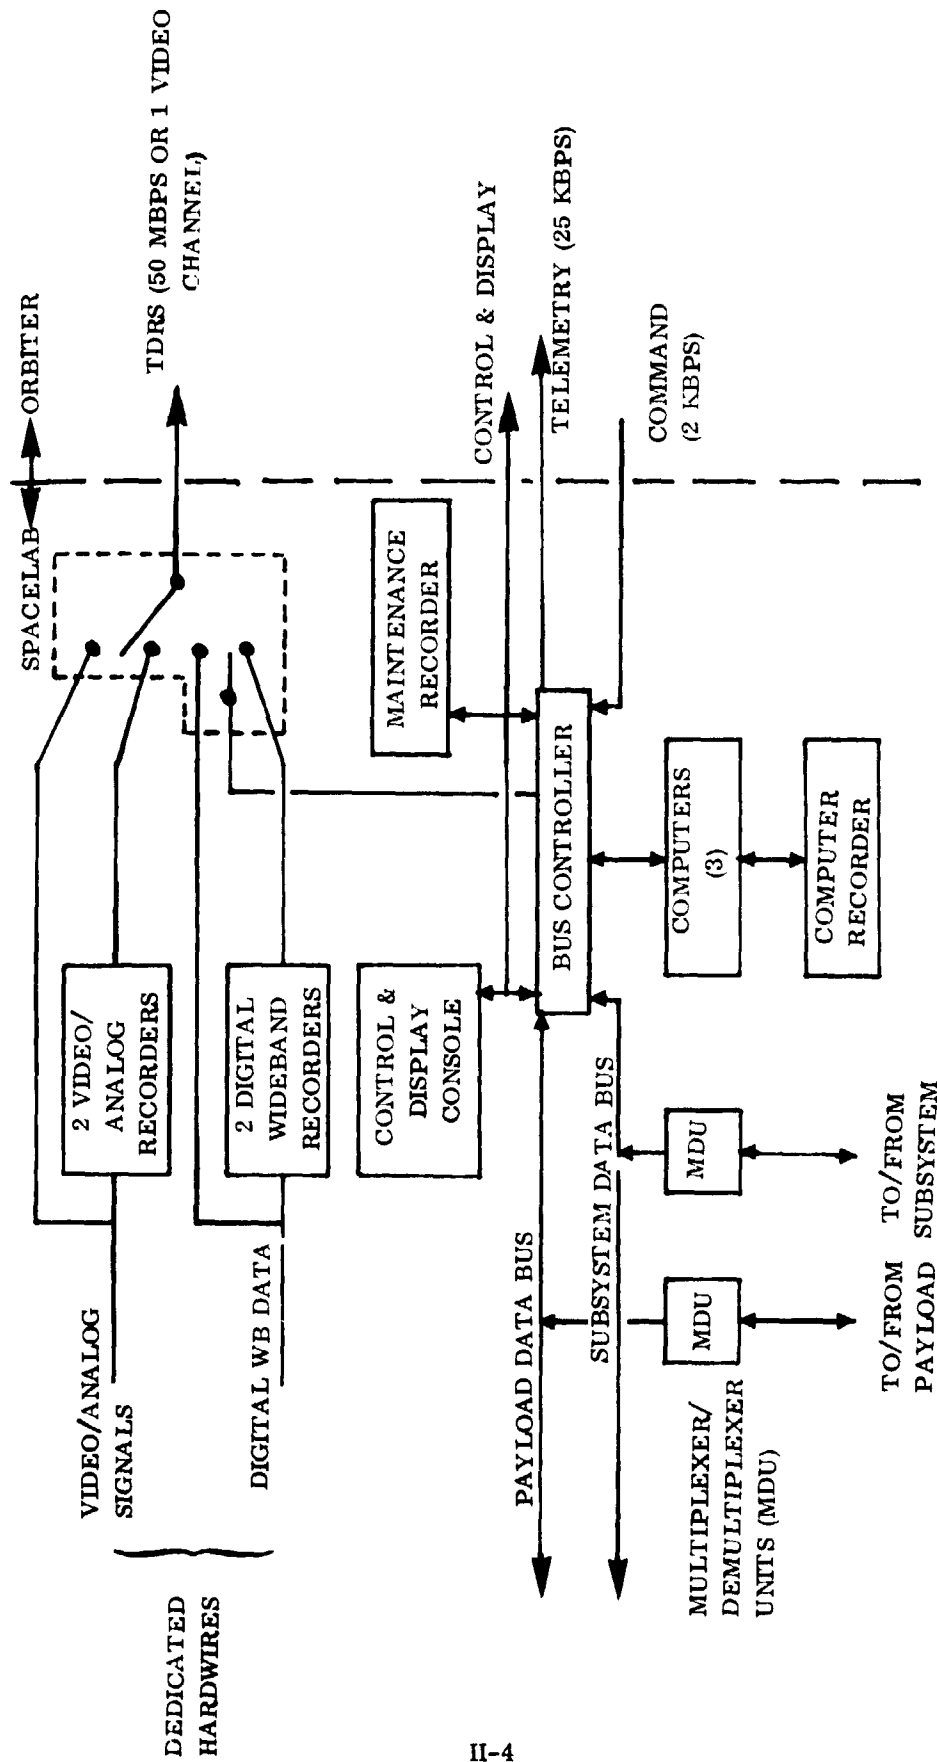 SPACELAB
ORBITER
TDRS (50 MBPS OR 1 VIDEO
CHANNEL)
VIDEO/ANALOG
SIGNALS
2 VIDEO/
ANALOG
RECORDERS
DEDICATED
HARDWIRES
DIGITAL WB DATA
2 DIGITAL
WIDEBAND
RECORDERS
CONTROL &
DISPLAY
CONSOLE
MAINTENANCE
RECORDER
CONTROL & DISPLAY
PAYLOAD DATA BUS
BUS CONTROLLER
TELEMETRY (25 KBPS)
SUBSYSTEM DATA BUS
COMMAND
(2 KBPS)
MULTIPLEXER/
DEMULTIPLEXER
UNITS (MDU)
MDU
MDU
COMPUTERS
(3)
COMPUTER
RECORDER
TO/FROM
PAYLOAD
TO/FROM
SUBSYSTEM
II-4